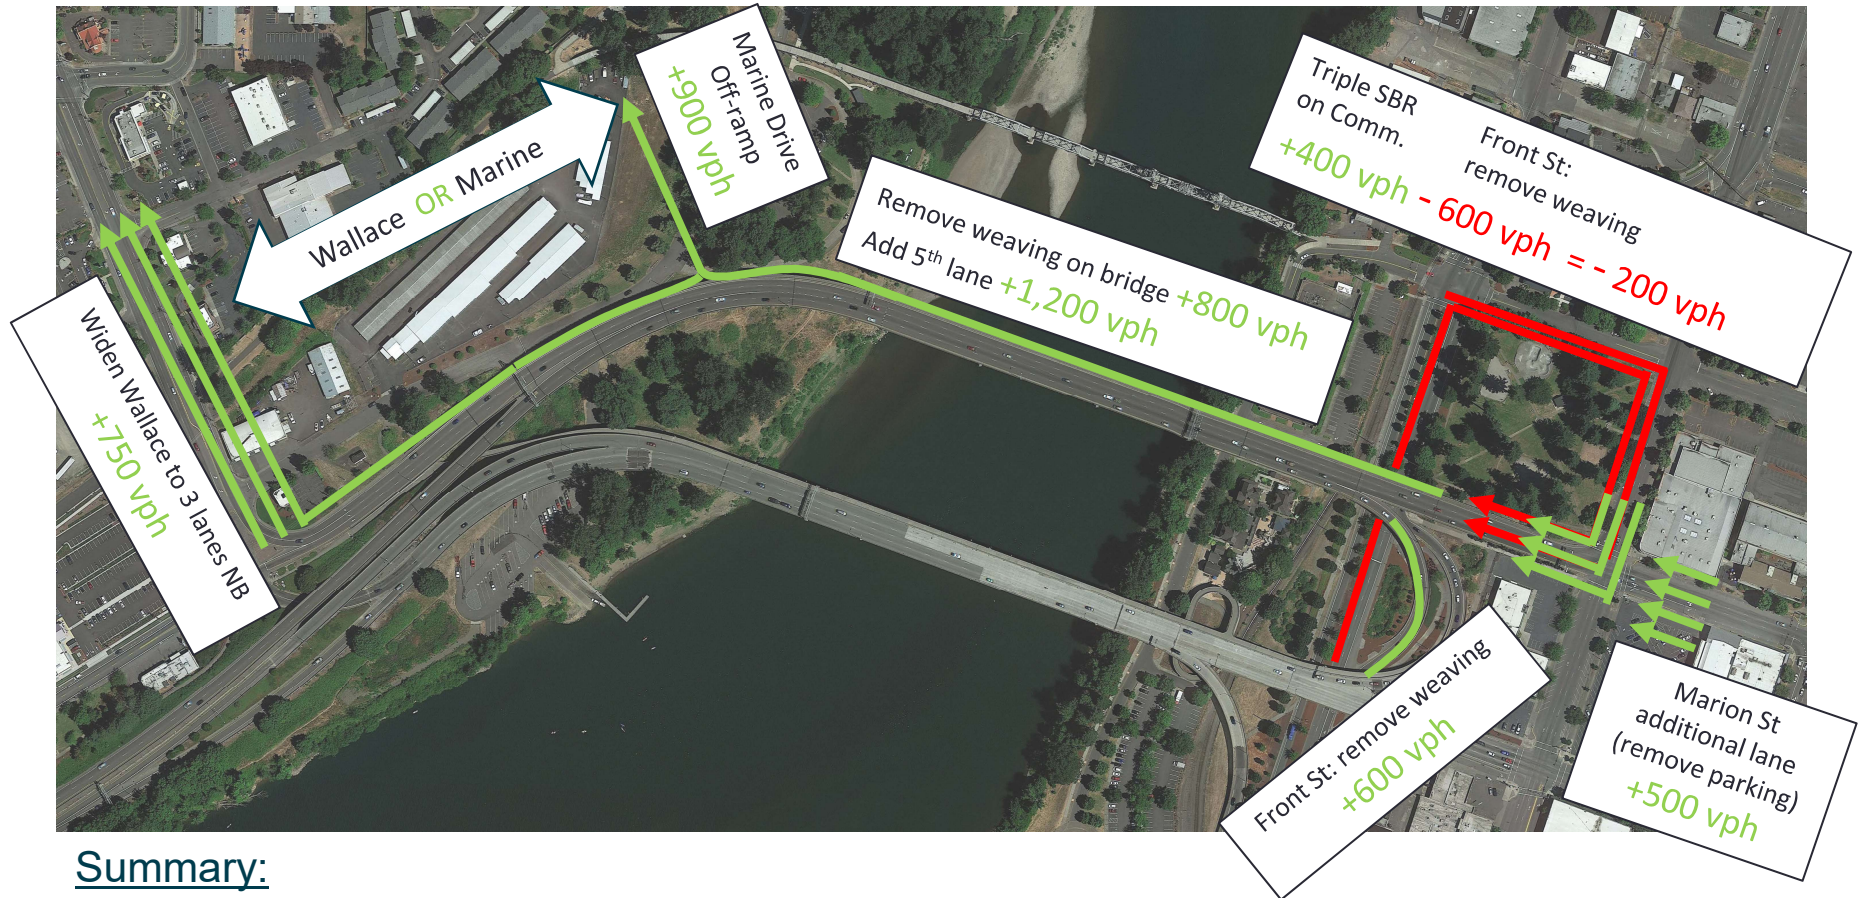 Marine Drive
Off-ramp
+900 vph
Wallace OR Marine
Widen Wallace to 3 lanes NB
+750 vph
Remove weaving on bridge +800 vph
Add 5th lane +1,200 vph
Triple SBR
on Comm.
Front St:
remove weaving
+400 vph - 600 vph = - 200 vph
Front St: remove weaving
+600 vph
Marion St
additional lane
(remove parking)
+500 vph
Summary: